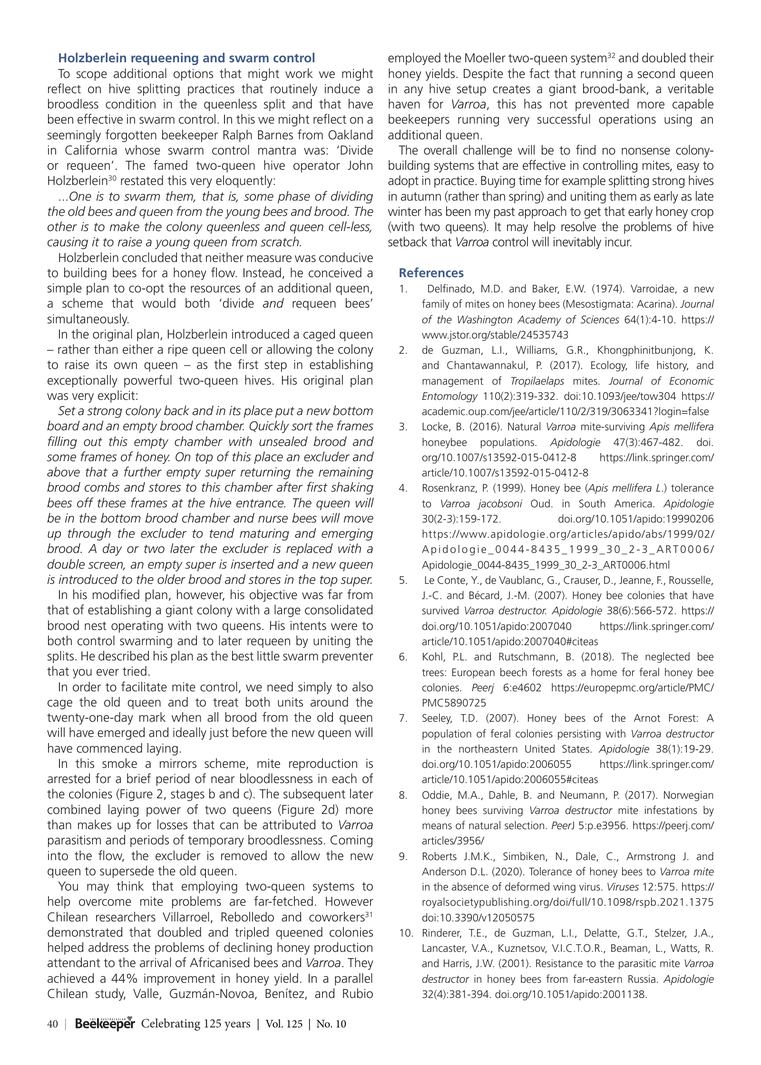 Holzberlein requeening and swarm control
To scope additional options that might work we might
reflect on hive splitting practices that routinely induce a
broodless condition in the queenless split and that have
been effective in swarm control. In this we might reflect on a
seemingly forgotten beekeeper Ralph Barnes from Oakland
in California whose swarm control mantra was: ‘Divide
or requeen’. The famed two-queen hive operator John
Holzberlein30 restated this very eloquently:
...One is to swarm them, that is, some phase of dividing
the old bees and queen from the young bees and brood. The
other is to make the colony queenless and queen cell-less,
causing it to raise a young queen from scratch.
Holzberlein concluded that neither measure was conducive
to building bees for a honey flow. Instead, he conceived a
simple plan to co-opt the resources of an additional queen,
a scheme that would both ‘divide and requeen bees’
simultaneously.
In the original plan, Holzberlein introduced a caged queen
– rather than either a ripe queen cell or allowing the colony
to raise its own queen – as the first step in establishing
exceptionally powerful two-queen hives. His original plan
was very explicit:
Set a strong colony back and in its place put a new bottom
board and an empty brood chamber. Quickly sort the frames
filling out this empty chamber with unsealed brood and
some frames of honey. On top of this place an excluder and
above that a further empty super returning the remaining
brood combs and stores to this chamber after first shaking
bees off these frames at the hive entrance. The queen will
be in the bottom brood chamber and nurse bees will move
up through the excluder to tend maturing and emerging
brood. A day or two later the excluder is replaced with a
double screen, an empty super is inserted and a new queen
is introduced to the older brood and stores in the top super.
In his modified plan, however, his objective was far from
that of establishing a giant colony with a large consolidated
brood nest operating with two queens. His intents were to
both control swarming and to later requeen by uniting the
splits. He described his plan as the best little swarm preventer
that you ever tried.
In order to facilitate mite control, we need simply to also
cage the old queen and to treat both units around the
twenty-one-day mark when all brood from the old queen
will have emerged and ideally just before the new queen will
have commenced laying.
In this smoke a mirrors scheme, mite reproduction is
arrested for a brief period of near bloodlessness in each of
the colonies (Figure 2, stages b and c). The subsequent later
combined laying power of two queens (Figure 2d) more
than makes up for losses that can be attributed to Varroa
parasitism and periods of temporary broodlessness. Coming
into the flow, the excluder is removed to allow the new
queen to supersede the old queen.
You may think that employing two-queen systems to
help overcome mite problems are far-fetched. However
Chilean researchers Villarroel, Rebolledo and coworkers31
demonstrated that doubled and tripled queened colonies
helped address the problems of declining honey production
attendant to the arrival of Africanised bees and Varroa. They
achieved a 44% improvement in honey yield. In a parallel
Chilean study, Valle, Guzmán-Novoa, Benítez, and Rubio
employed the Moeller two-queen system32 and doubled their
honey yields. Despite the fact that running a second queen
in any hive setup creates a giant brood-bank, a veritable
haven for Varroa, this has not prevented more capable
beekeepers running very successful operations using an
additional queen.
The overall challenge will be to find no nonsense colony-
building systems that are effective in controlling mites, easy to
adopt in practice. Buying time for example splitting strong hives
in autumn (rather than spring) and uniting them as early as late
winter has been my past approach to get that early honey crop
(with two queens). It may help resolve the problems of hive
setback that Varroa control will inevitably incur.
References
1. Delfinado, M.D. and Baker, E.W. (1974). Varroidae, a new
family of mites on honey bees (Mesostigmata: Acarina). Journal
of the Washington Academy of Sciences 64(1):4-10. https://
www.jstor.org/stable/24535743
2. de Guzman, L.I., Williams, G.R., Khongphinitbunjong, K.
and Chantawannakul, P. (2017). Ecology, life history, and
management of Tropilaelaps mites. Journal of Economic
Entomology 110(2):319-332. doi:10.1093/jee/tow304 https://
academic.oup.com/jee/article/110/2/319/3063341?login=false
3. Locke, B. (2016). Natural Varroa mite-surviving Apis mellifera
honeybee populations. Apidologie 47(3):467-482. doi.
org/10.1007/s13592-015-0412-8 https://link.springer.com/
article/10.1007/s13592-015-0412-8
4. Rosenkranz, P. (1999). Honey bee (Apis mellifera L.) tolerance
to Varroa jacobsoni Oud. in South America. Apidologie
30(2-3):159-172. doi.org/10.1051/apido:19990206
https://www.apidologie.org/articles/apido/abs/1999/02/
Apidologie_0044-8435_1999_30_2-3_ART0006/
Apidologie_0044-8435_1999_30_2-3_ART0006.html
5. Le Conte, Y., de Vaublanc, G., Crauser, D., Jeanne, F., Rousselle,
J.-C. and Bécard, J.-M. (2007). Honey bee colonies that have
survived Varroa destructor. Apidologie 38(6):566-572. https://
doi.org/10.1051/apido:2007040 https://link.springer.com/
article/10.1051/apido:2007040#citeas
6. Kohl, P.L. and Rutschmann, B. (2018). The neglected bee
trees: European beech forests as a home for feral honey bee
colonies. Peerj 6:e4602 https://europepmc.org/article/PMC/
PMC5890725
7. Seeley, T.D. (2007). Honey bees of the Arnot Forest: A
population of feral colonies persisting with Varroa destructor
in the northeastern United States. Apidologie 38(1):19-29.
doi.org/10.1051/apido:2006055 https://link.springer.com/
article/10.1051/apido:2006055#citeas
8. Oddie, M.A., Dahle, B. and Neumann, P. (2017). Norwegian
honey bees surviving Varroa destructor mite infestations by
means of natural selection. PeerJ 5:p.e3956. https://peerj.com/
articles/3956/
9. Roberts J.M.K., Simbiken, N., Dale, C., Armstrong J. and
Anderson D.L. (2020). Tolerance of honey bees to Varroa mite
in the absence of deformed wing virus. Viruses 12:575. https://
royalsocietypublishing.org/doi/full/10.1098/rspb.2021.1375
doi:10.3390/v12050575
10. Rinderer, T.E., de Guzman, L.I., Delatte, G.T., Stelzer, J.A.,
Lancaster, V.A., Kuznetsov, V.I.C.T.O.R., Beaman, L., Watts, R.
and Harris, J.W. (2001). Resistance to the parasitic mite Varroa
destructor in honey bees from far-eastern Russia. Apidologie
32(4):381-394. doi.org/10.1051/apido:2001138.
40 | Beekeeper Celebrating 125 years | Vol. 125 | No. 10